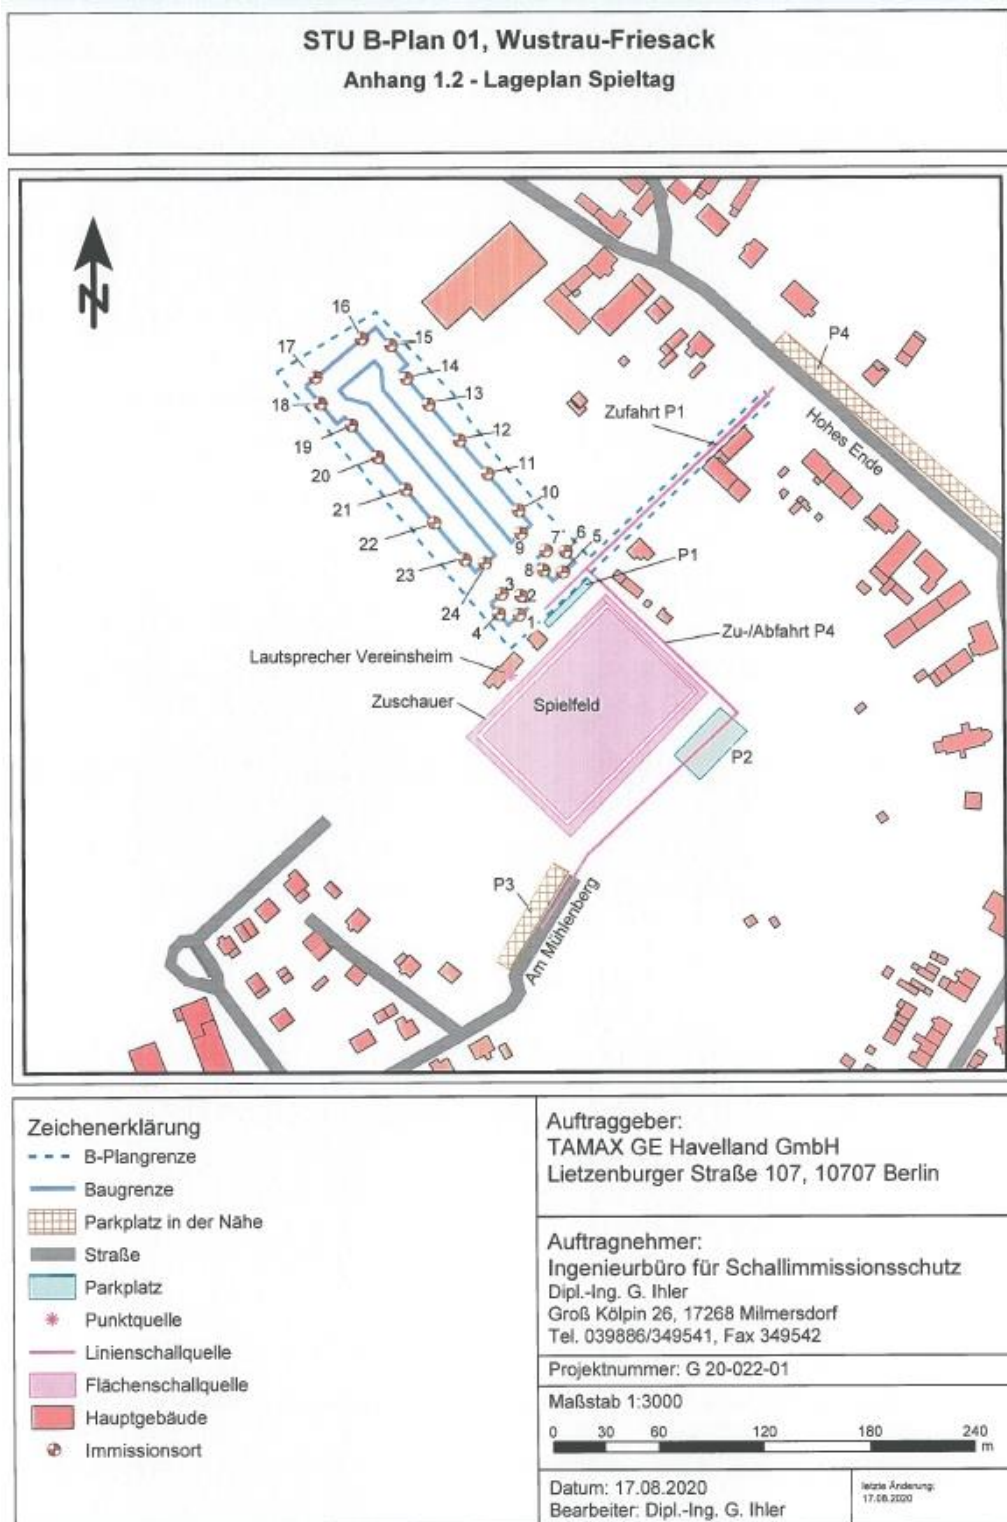 STU B-Plan 01, Wustrau-Friesack
Anhang 1.2 - Lageplan Spieltag
N
16
15
17
14
P4
13
18
Zufahrt P1
19
12
Hohes Ende
20
11
21
10
22
9
7
6
5
8
P1
23
3
2
24
4
1
Zu-/Abfahrt P4
Lautsprecher Vereinsheim
Zuschauer
Spielfeld
P2
P3
Am Mühlenberg
Zeichenerklärung
B-Plangrenze
Baugrenze
Parkplatz in der Nähe
Straße
Parkplatz
Punktquelle
Linienschallquelle
Flächenschallquelle
Hauptgebäude
Immissionsort
Auftraggeber:
TAMAX GE Havelland GmbH
Lietzenburger Straße 107, 10707 Berlin
Auftragnehmer:
Ingenieurbüro für Schallimmissionsschutz
Dipl.-Ing. G. Ihler
Groß Kölpin 26, 17268 Milmersdorf
Tel. 039886/349541, Fax 349542
Projektnummer: G 20-022-01
Maßstab 1:3000
0 30 60 120 180 240
m
Datum: 17.08.2020
Bearbeiter: Dipl.-Ing. G. Ihler
letzte Änderung:
17.08.2020